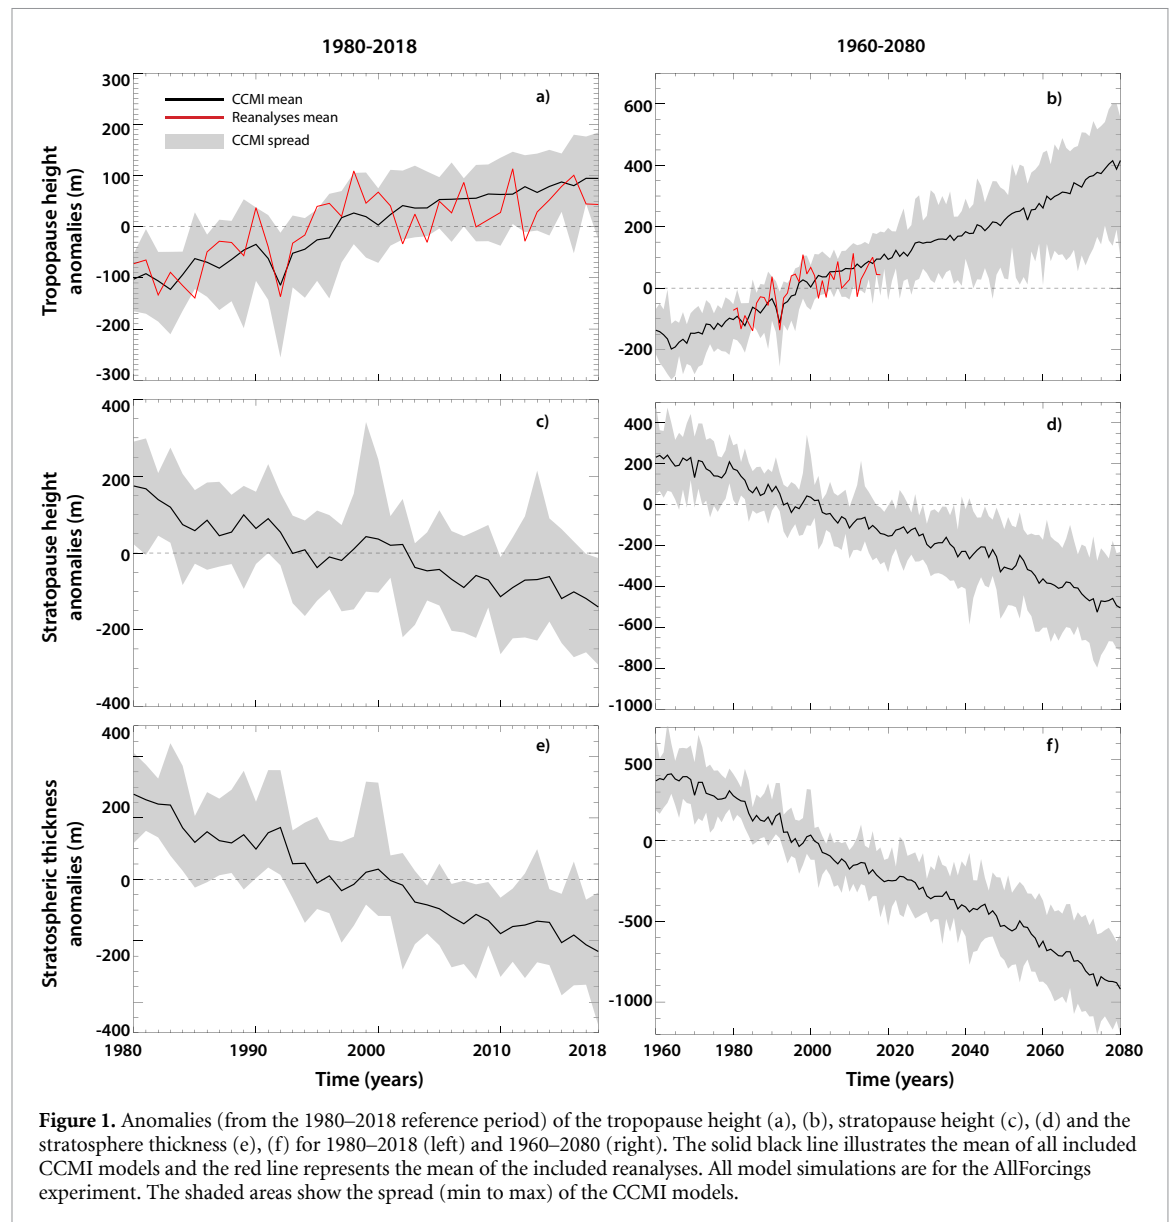 1980-2018
1960-2080
300
200
100
0
-100
-200
-300
Tropopause height
anomalies (m)
CCMI mean
Reanalyses mean
CCMI spread
a)
600
400
200
0
-200
b)
400
200
0
-200
-400
Stratopause height
anomalies (m)
c)
400
200
0
-200
-400
-600
-800
-1000
d)
400
200
0
-200
-400
Stratospheric thickness
anomalies (m)
e)
1980
1990
2000
2010
2018
Time (years)
500
0
-500
-1000
f)
1960
1980
2000
2020
2040
2060
2080
Time (years)
Figure 1. Anomalies (from the 1980–2018 reference period) of the tropopause height (a), (b), stratopause height (c), (d) and the
stratosphere thickness (e), (f) for 1980–2018 (left) and 1960–2080 (right). The solid black line illustrates the mean of all included
CCMI models and the red line represents the mean of the included reanalyses. All model simulations are for the AllForcings
experiment. The shaded areas show the spread (min to max) of the CCMI models.